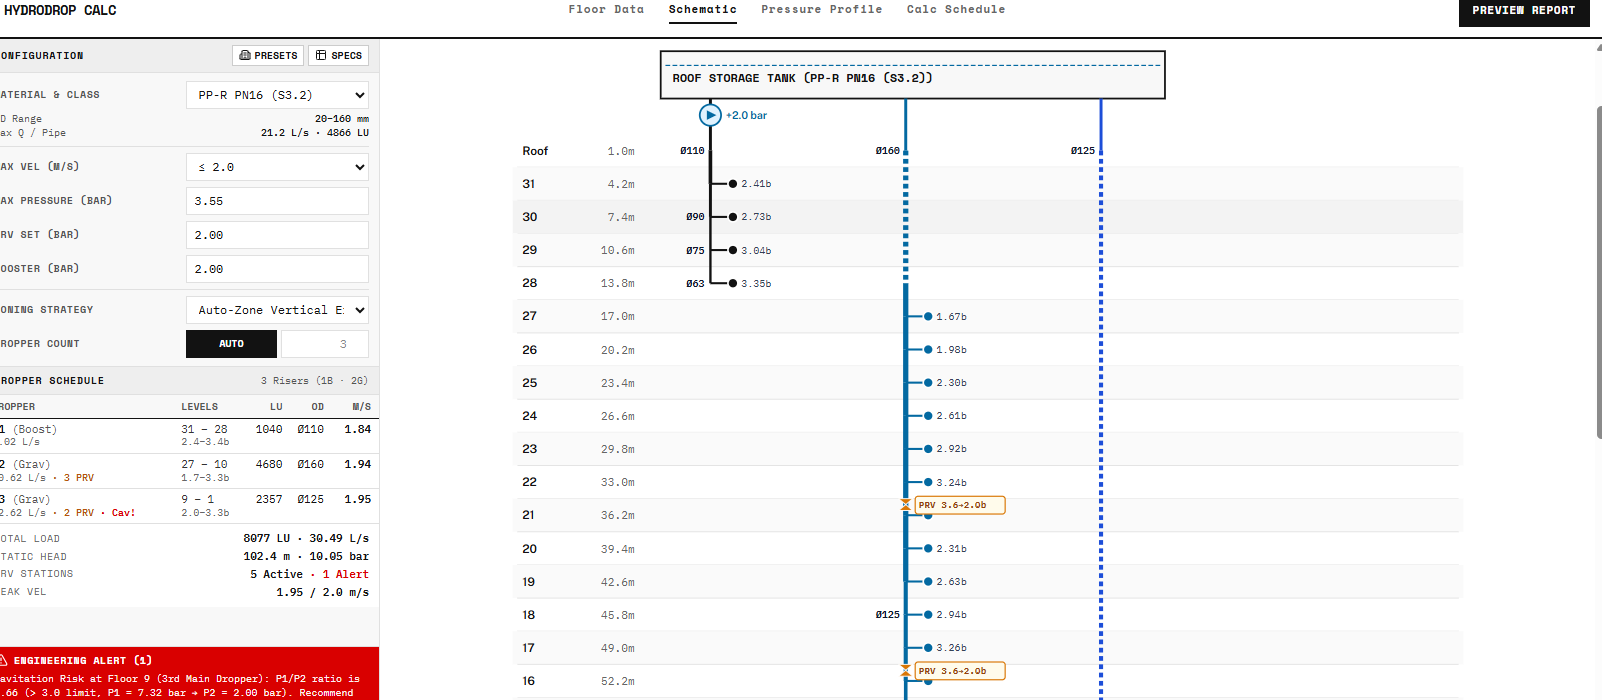 HYDRODROP CALC
Floor Data Schematic Pressure Profile Calc Schedule
PREVIEW REPORT
ONFIGURATION PRESETS SPECS
ATERIAL & CLASS PP-R PN16 (S3.2)
D Range 20-160 mm
ax Q / Pipe 21.2 L/s · 4866 LU
AX VEL (M/S) ≤ 2.0
AX PRESSURE (BAR) 3.55
RV SET (BAR) 2.00
OOSTER (BAR) 2.00
ONING STRATEGY Auto-Zone Vertical E
ROPPER COUNT AUTO 3
ROPPER SCHEDULE 3 Risers (1B · 2G)
ROPPER LEVELS LU OD M/S
1 (Boost) 31 – 28 1040 Ø110 1.84
.02 L/s 2.4–3.4b
2 (Grav) 27 – 10 4680 Ø160 1.94
0.62 L/s · 3 PRV 1.7–3.3b
3 (Grav) 9 – 1 2357 Ø125 1.95
2.62 L/s · 2 PRV · Cav! 2.0–3.3b
OTAL LOAD 8077 LU · 30.49 L/s
TATIC HEAD 102.4 m · 10.05 bar
RV STATIONS 5 Active · 1 Alert
EAK VEL 1.95 / 2.0 m/s
ENGINEERING ALERT (1)
avitation Risk at Floor 9 (3rd Main Dropper): P1/P2 ratio is
.66 (> 3.0 limit, P1 = 7.32 bar → P2 = 2.00 bar). Recommend
ROOF STORAGE TANK (PP-R PN16 (S3.2))
+2.0 bar
Roof 1.0m Ø110 Ø160 Ø125
31 4.2m 2.41b
30 7.4m Ø90 2.73b
29 10.6m Ø75 3.04b
28 13.8m Ø63 3.35b
27 17.0m 1.67b
26 20.2m 1.98b
25 23.4m 2.30b
24 26.6m 2.61b
23 29.8m 2.92b
22 33.0m 3.24b
PRV 3.6→2.0b
21 36.2m
20 39.4m 2.31b
19 42.6m 2.63b
18 45.8m Ø125 2.94b
17 49.0m 3.26b
PRV 3.6→2.0b
16 52.2m